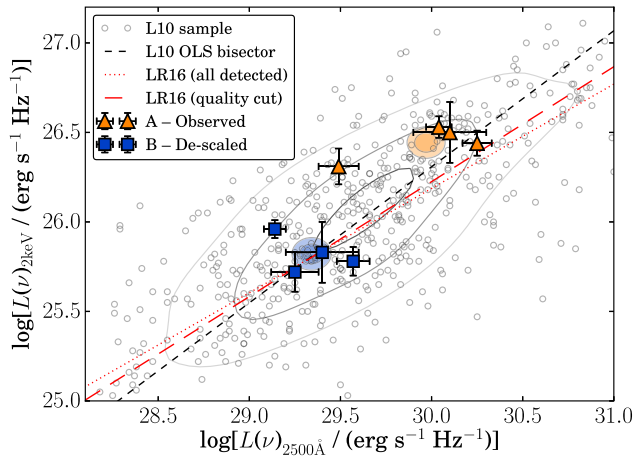 L10 sample
L10 OLS bisector
LR16 (all detected)
LR16 (quality cut)
A – Observed
B – De-scaled
27.0
26.5
26.0
25.5
25.0
log[L(ν)2keV / (erg s−1 Hz−1)]
28.5 29.0 29.5 30.0 30.5 31.0
log[L(ν)2500Å / (erg s−1 Hz−1)]